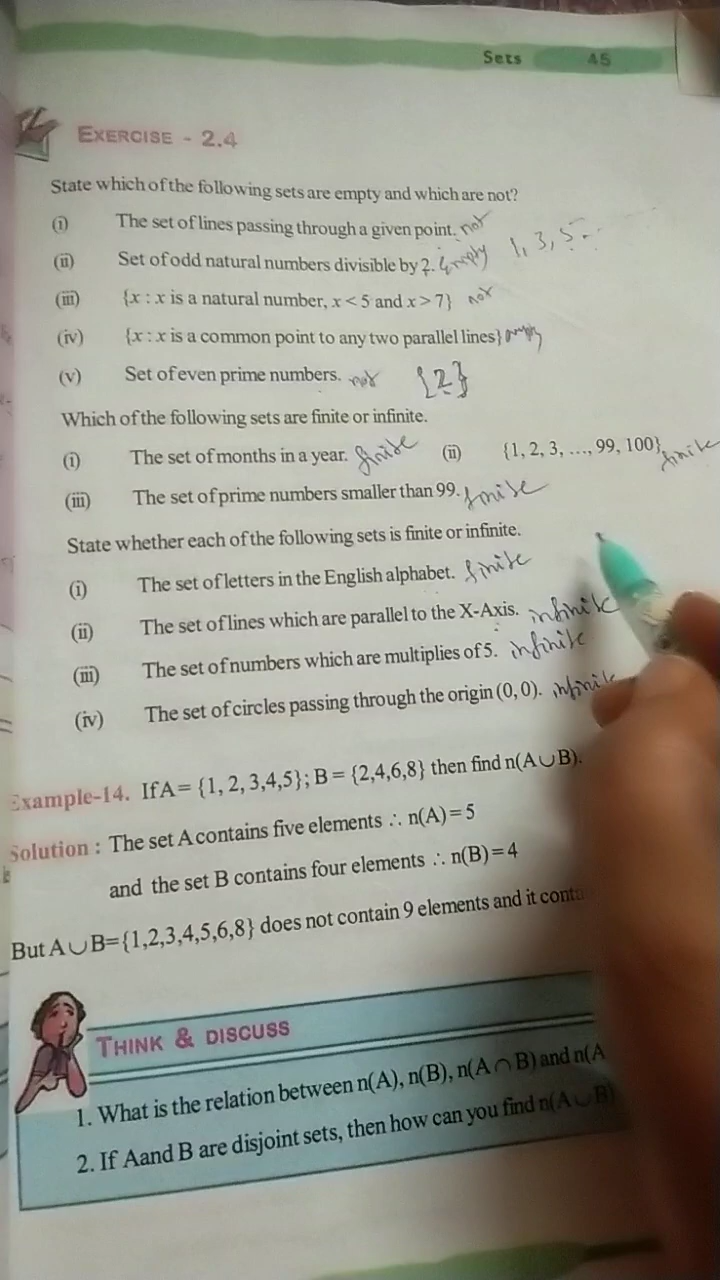 Sets 45
EXERCISE - 2.4
State which of the following sets are empty and which are not?
(i) The set of lines passing through a given point. not
(ii) Set of odd natural numbers divisible by 2. Empty 1, 3, 5 - -
(iii) {x : x is a natural number, x < 5 and x > 7} not
(iv) {x : x is a common point to any two parallel lines} empty
(v) Set of even prime numbers. not {2}
Which of the following sets are finite or infinite.
(i) The set of months in a year. finite (ii) {1, 2, 3, ..., 99, 100} finite
(iii) The set of prime numbers smaller than 99. finite
State whether each of the following sets is finite or infinite.
(i) The set of letters in the English alphabet. finite
(ii) The set of lines which are parallel to the X-Axis. infinite
(iii) The set of numbers which are multiplies of 5. infinite
(iv) The set of circles passing through the origin (0, 0). infinite
Example-14. If A = {1, 2, 3,4,5}; B = {2,4,6,8} then find n(A∪B).
Solution : The set A contains five elements ∴ n(A)=5
and the set B contains four elements ∴ n(B)=4
But A∪B={1,2,3,4,5,6,8} does not contain 9 elements and it conta
THINK & DISCUSS
1. What is the relation between n(A), n(B), n(A∩B) and n(A
2. If A and B are disjoint sets, then how can you find n(A∪B)